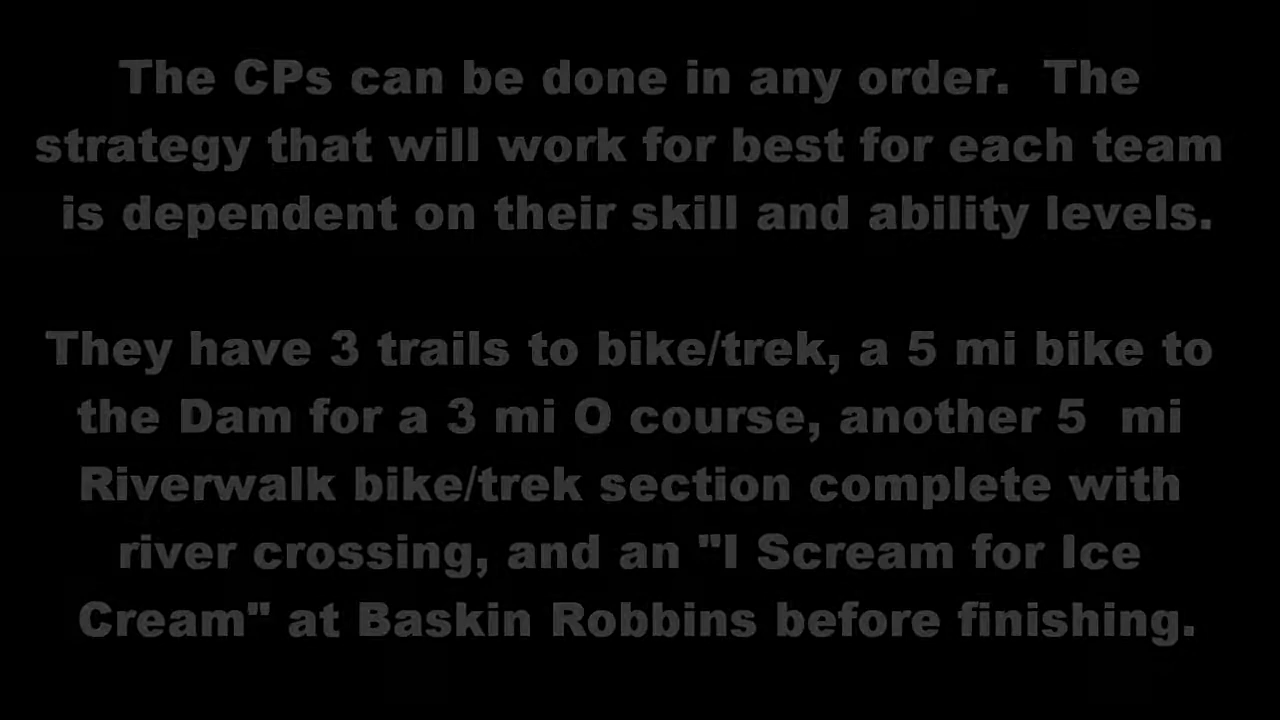 The CPs can be done in any order.  The
strategy that will work for best for each team
is dependent on their skill and ability levels.
They have 3 trails to bike/trek, a 5 mi bike to
the Dam for a 3 mi O course, another 5  mi
Riverwalk bike/trek section complete with
river crossing, and an "I Scream for Ice
Cream" at Baskin Robbins before finishing.